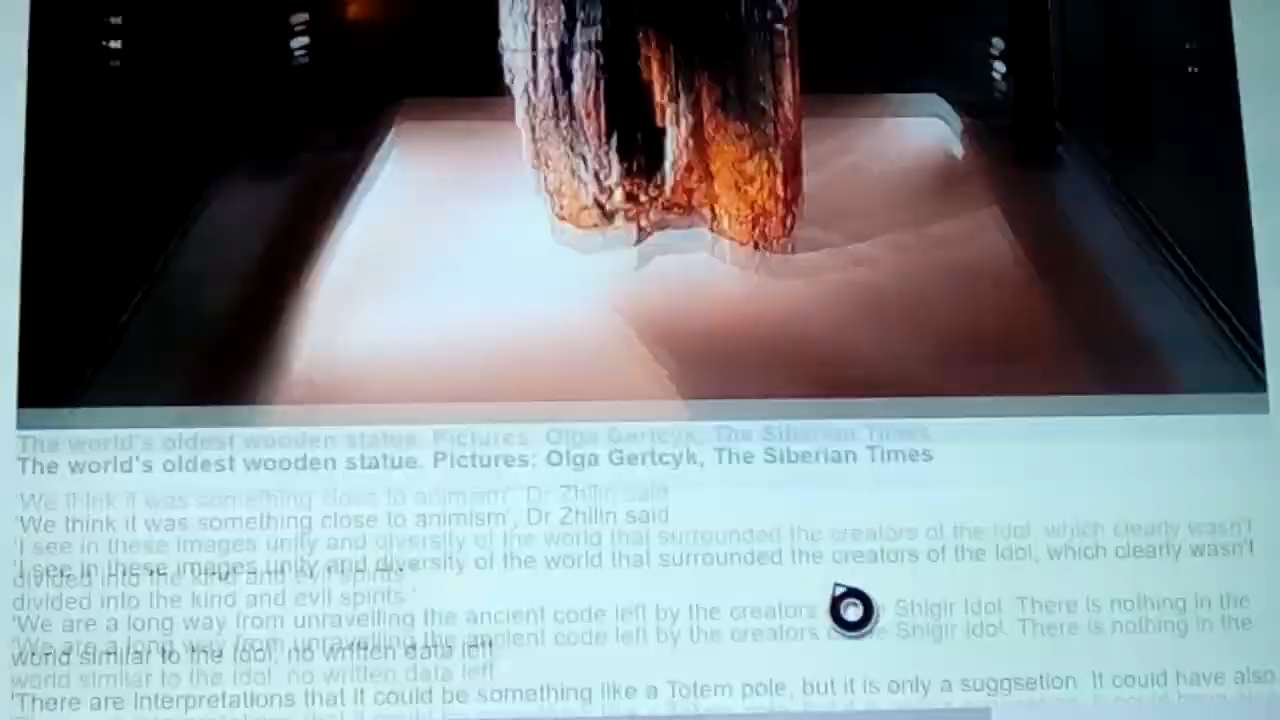 The world's oldest wooden statue. Pictures: Olga Gertcyk, The Siberian Times
'We think it was something close to animism', Dr Zhilin said
'I see in these images unity and diversity of the world that surrounded the creators of the Idol, which clearly wasn't
divided into the kind and evil spirits.'
'We are a long way from unravelling the ancient code left by the creators Shigir Idol. There is nothing in the
world similar to the Idol, no written data left
'There are interpretations that it could be something like a Totem pole, but it is only a suggsetion. It could have also